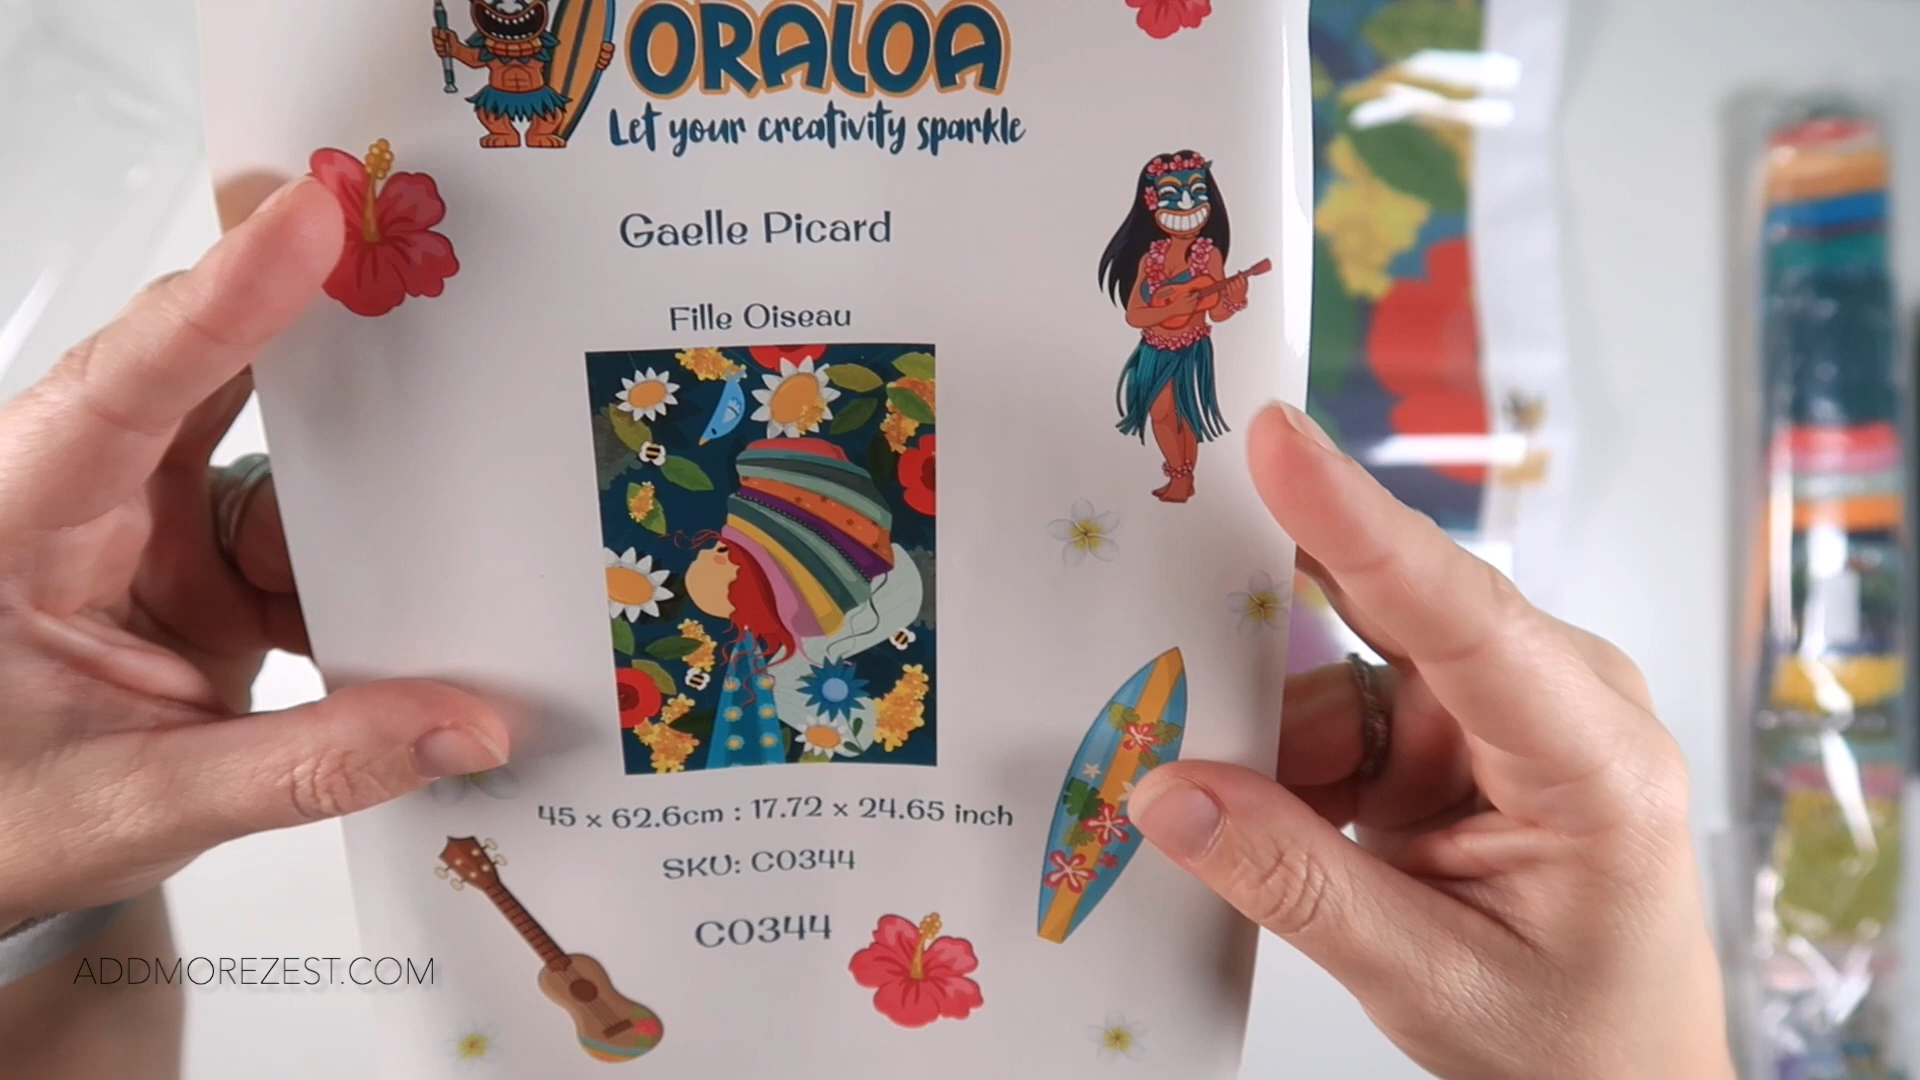 ORALOA
Let your creativity sparkle
Gaelle Picard
Fille Oiseau
45 x 62.6cm : 17.72 x 24.65 inch
SKU: C0344
C0344
ADDMOREZEST.COM